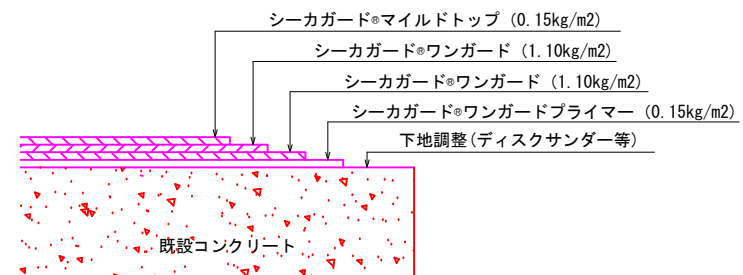 シーカガード®マイルドトップ (0.15kg/m2)
シーカガード®ワンガード (1.10kg/m2)
シーカガード®ワンガード (1.10kg/m2)
シーカガード®ワンガードプライマー (0.15kg/m2)
下地調整(ディスクサンダー等)
既設コンクリート